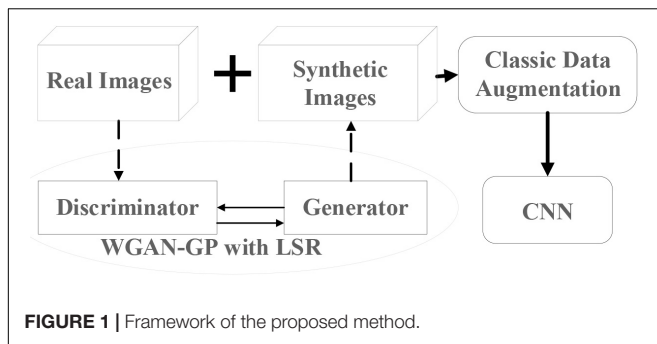 Real Images
+
Synthetic
Images
Classic Data
Augmentation
Discriminator
Generator
CNN
WGAN-GP with LSR
FIGURE 1 | Framework of the proposed method.